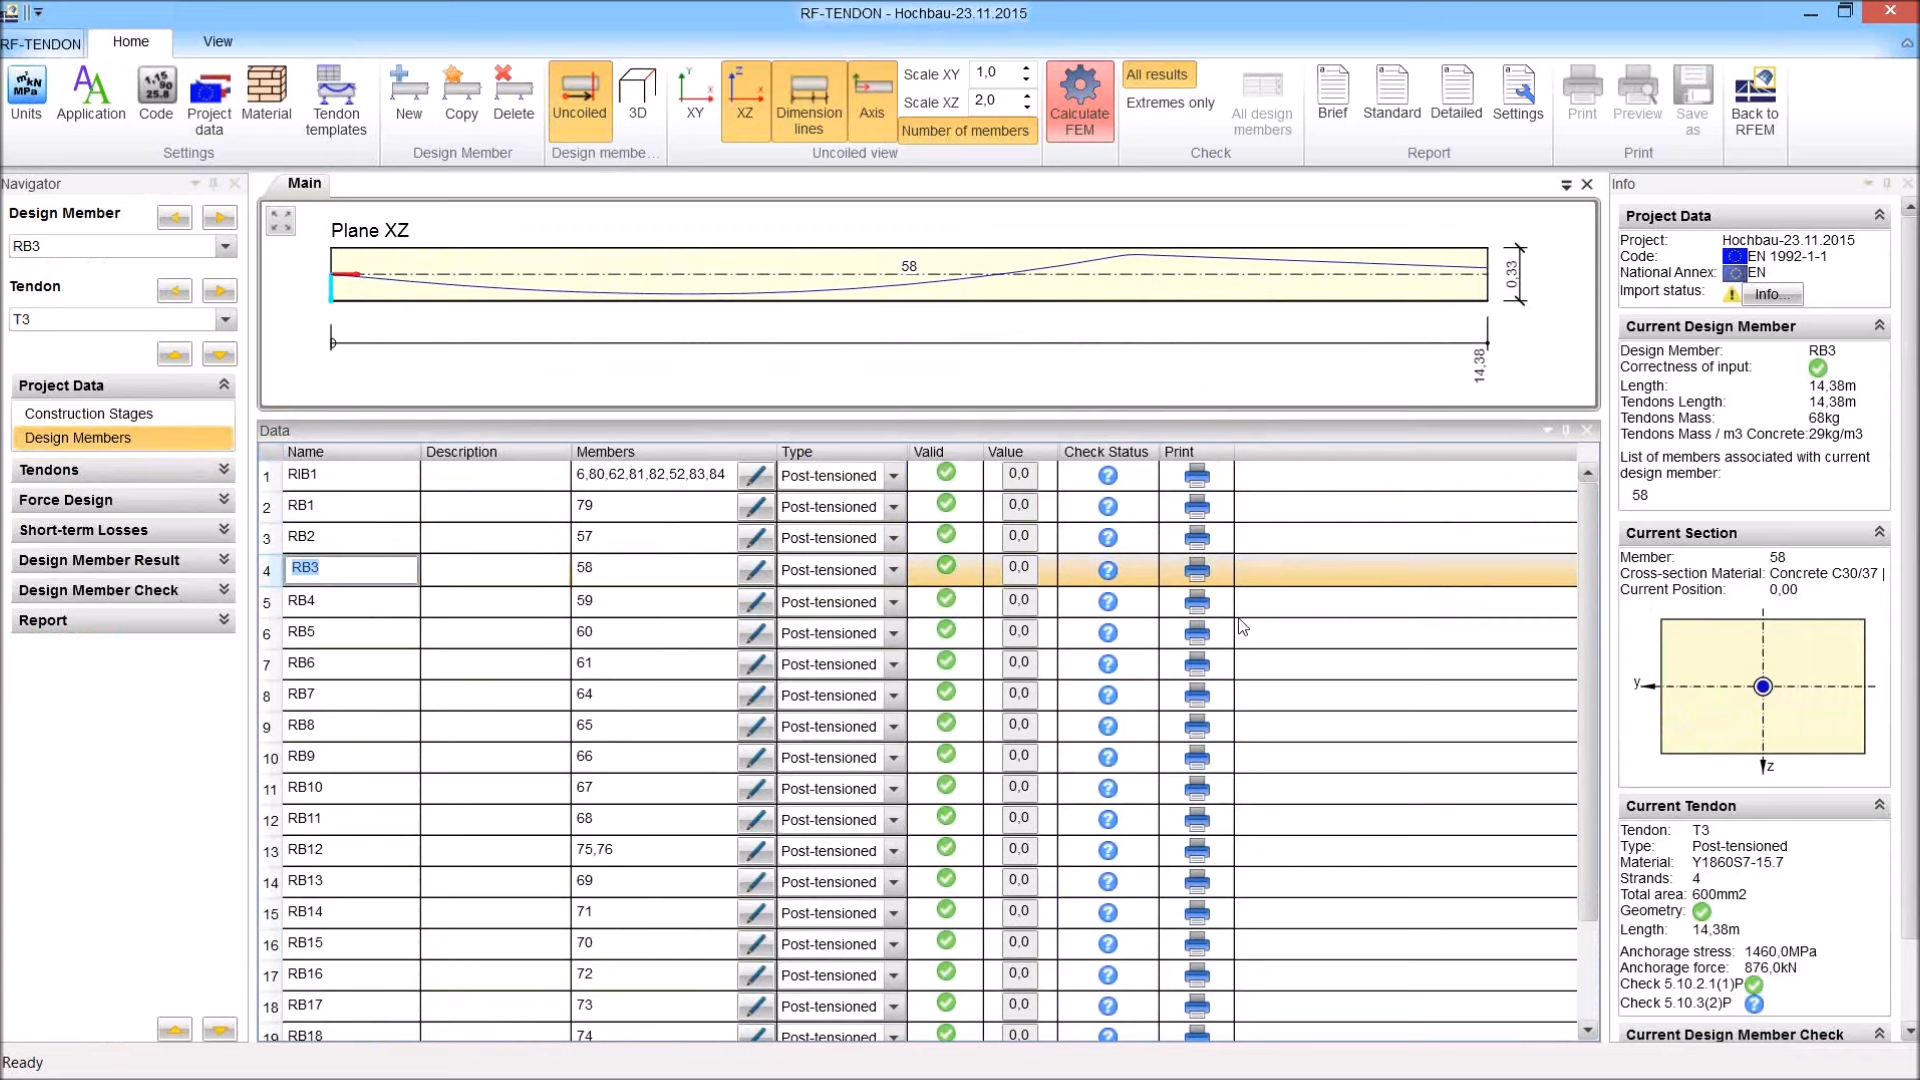 RF-TENDON - Hochbau-23.11.2015
RF-TENDON Home View
Units Application Code Project data Material Tendon templates
Settings
New Copy Delete
Design Member
Uncoiled 3D
Design membe...
XY XZ Dimension lines Axis
Scale XY 1,0
Scale XZ 2,0
Number of members
Uncoiled view
Calculate FEM
All results
Extremes only
All design members
Check
Brief Standard Detailed Settings
Report
Print Preview Save as
Print
Back to RFEM
Navigator
Design Member
RB3
Tendon
T3
Project Data
Construction Stages
Design Members
Tendons
Force Design
Short-term Losses
Design Member Result
Design Member Check
Report
Main
Plane XZ
58
0,33
14,38
Data
Name Description Members Type Valid Value Check Status Print
1 RIB1 6,80,62,81,82,52,83,84 Post-tensioned 0,0
2 RB1 79 Post-tensioned 0,0
3 RB2 57 Post-tensioned 0,0
4 RB3 58 Post-tensioned 0,0
5 RB4 59 Post-tensioned 0,0
6 RB5 60 Post-tensioned 0,0
7 RB6 61 Post-tensioned 0,0
8 RB7 64 Post-tensioned 0,0
9 RB8 65 Post-tensioned 0,0
10 RB9 66 Post-tensioned 0,0
11 RB10 67 Post-tensioned 0,0
12 RB11 68 Post-tensioned 0,0
13 RB12 75,76 Post-tensioned 0,0
14 RB13 69 Post-tensioned 0,0
15 RB14 71 Post-tensioned 0,0
16 RB15 70 Post-tensioned 0,0
17 RB16 72 Post-tensioned 0,0
18 RB17 73 Post-tensioned 0,0
19 RB18 74 Post-tensioned 0,0
Info
Project Data
Project: Hochbau-23.11.2015
Code: EN 1992-1-1
National Annex: EN
Import status: Info...
Current Design Member
Design Member: RB3
Correctness of input:
Length: 14,38m
Tendons Length: 14,38m
Tendons Mass: 68kg
Tendons Mass / m3 Concrete: 29kg/m3
List of members associated with current
design member:
58
Current Section
Member: 58
Cross-section Material: Concrete C30/37 |
Current Position: 0,00
y
z
Current Tendon
Tendon: T3
Type: Post-tensioned
Material: Y1860S7-15.7
Strands: 4
Total area: 600mm2
Geometry:
Length: 14,38m
Anchorage stress: 1460,0MPa
Anchorage force: 876,0kN
Check 5.10.2.1(1)P
Check 5.10.3(2)P
Current Design Member Check
Ready